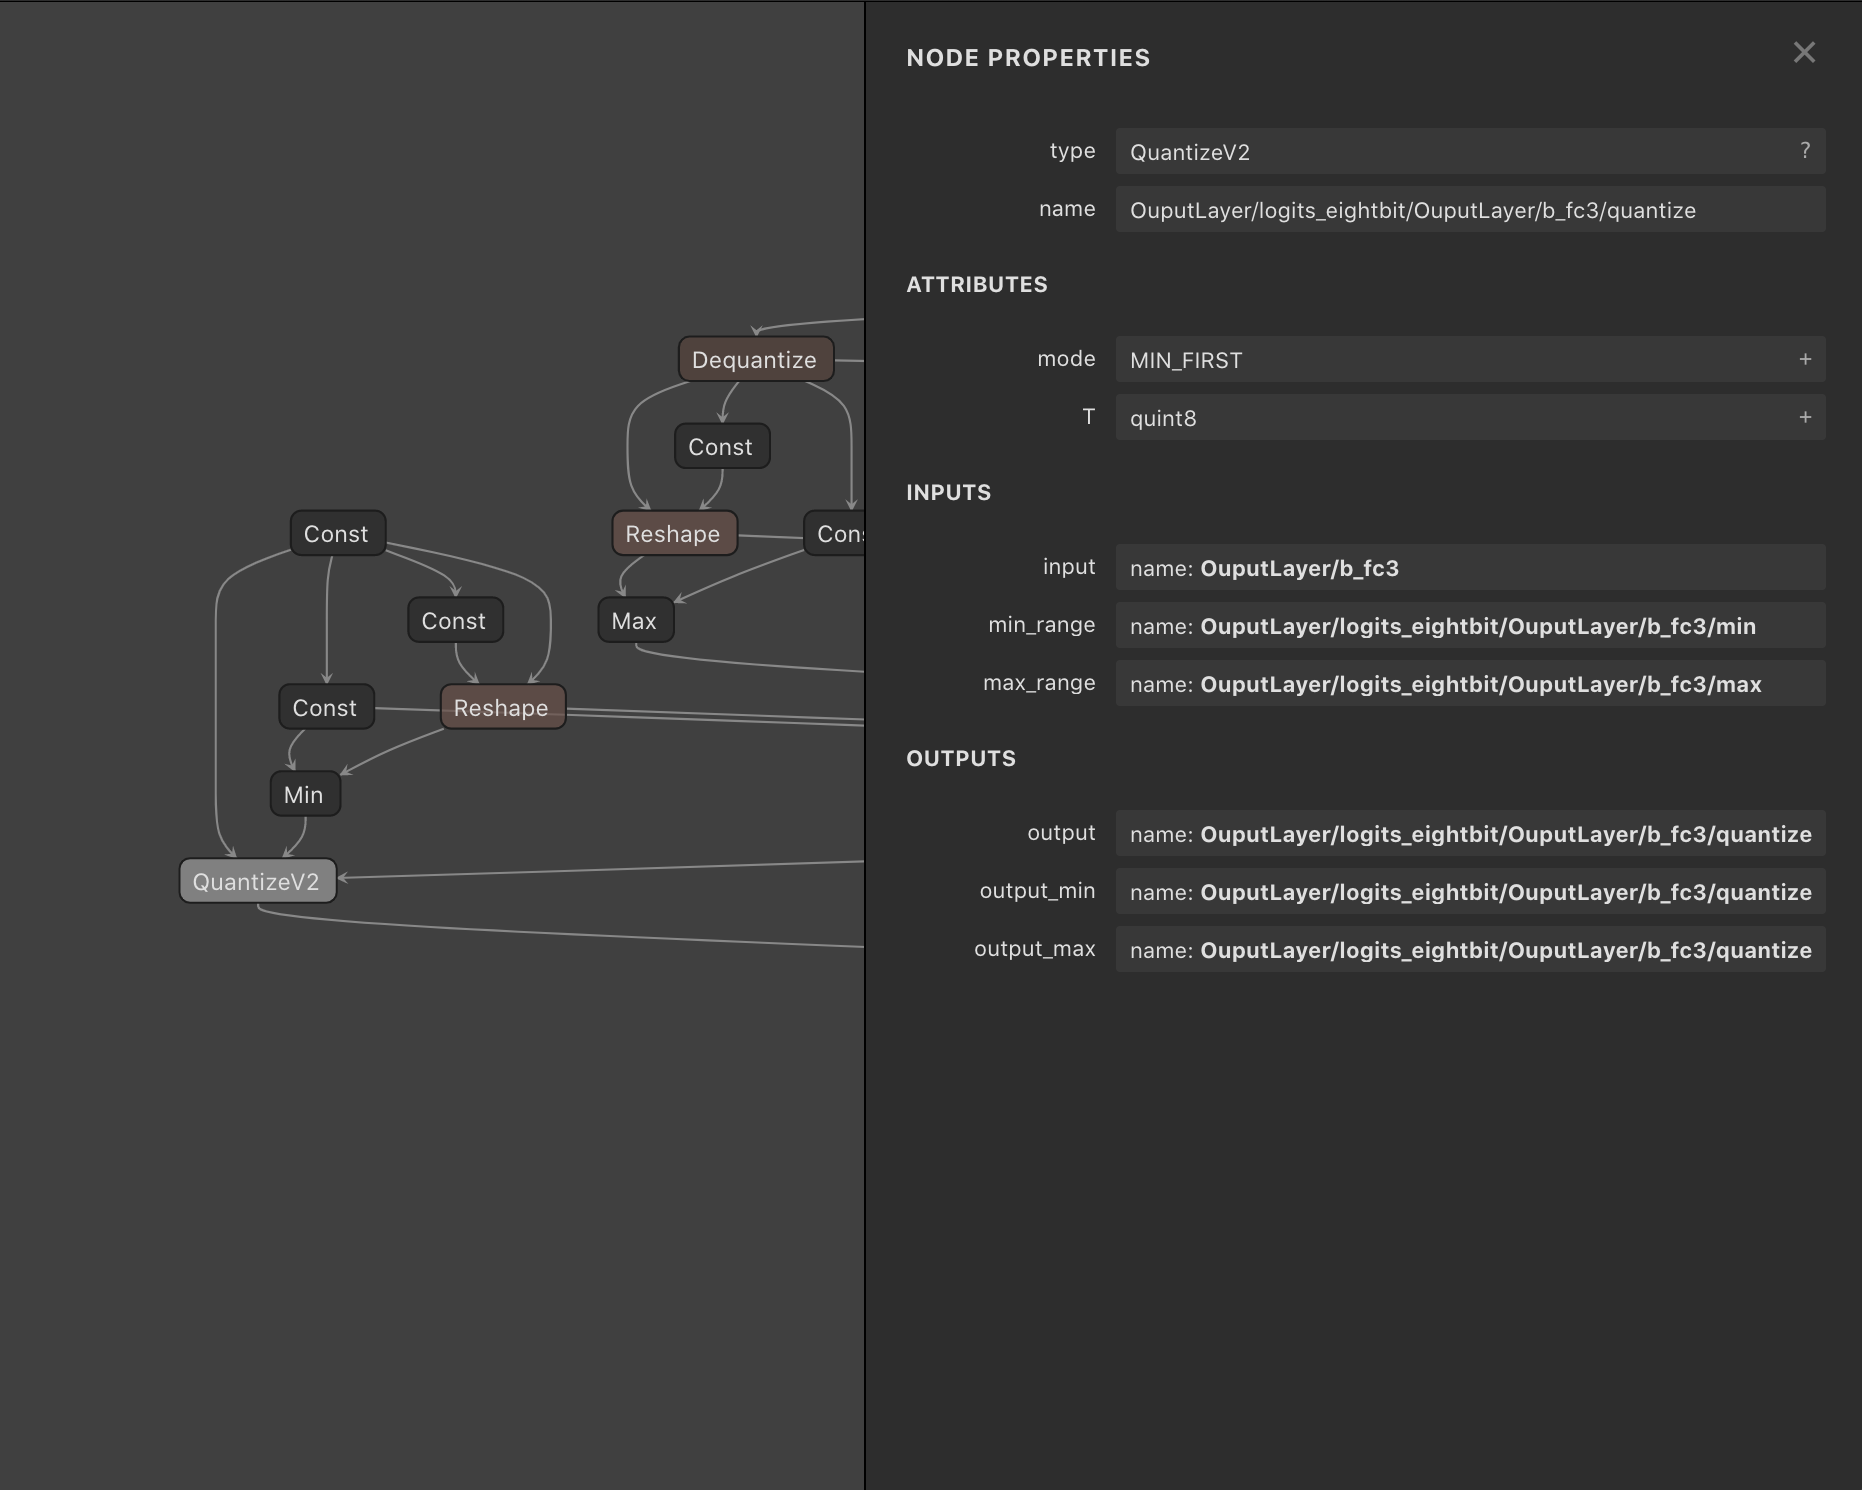 NODE PROPERTIES
type QuantizeV2 ?
name OuputLayer/logits_eightbit/OuputLayer/b_fc3/quantize
ATTRIBUTES
mode MIN_FIRST +
T quint8 +
INPUTS
input name: OuputLayer/b_fc3
min_range name: OuputLayer/logits_eightbit/OuputLayer/b_fc3/min
max_range name: OuputLayer/logits_eightbit/OuputLayer/b_fc3/max
OUTPUTS
output name: OuputLayer/logits_eightbit/OuputLayer/b_fc3/quantize
output_min name: OuputLayer/logits_eightbit/OuputLayer/b_fc3/quantize
output_max name: OuputLayer/logits_eightbit/OuputLayer/b_fc3/quantize
Dequantize
Const
Const
Reshape
Cons
Const
Max
Const
Reshape
Min
QuantizeV2